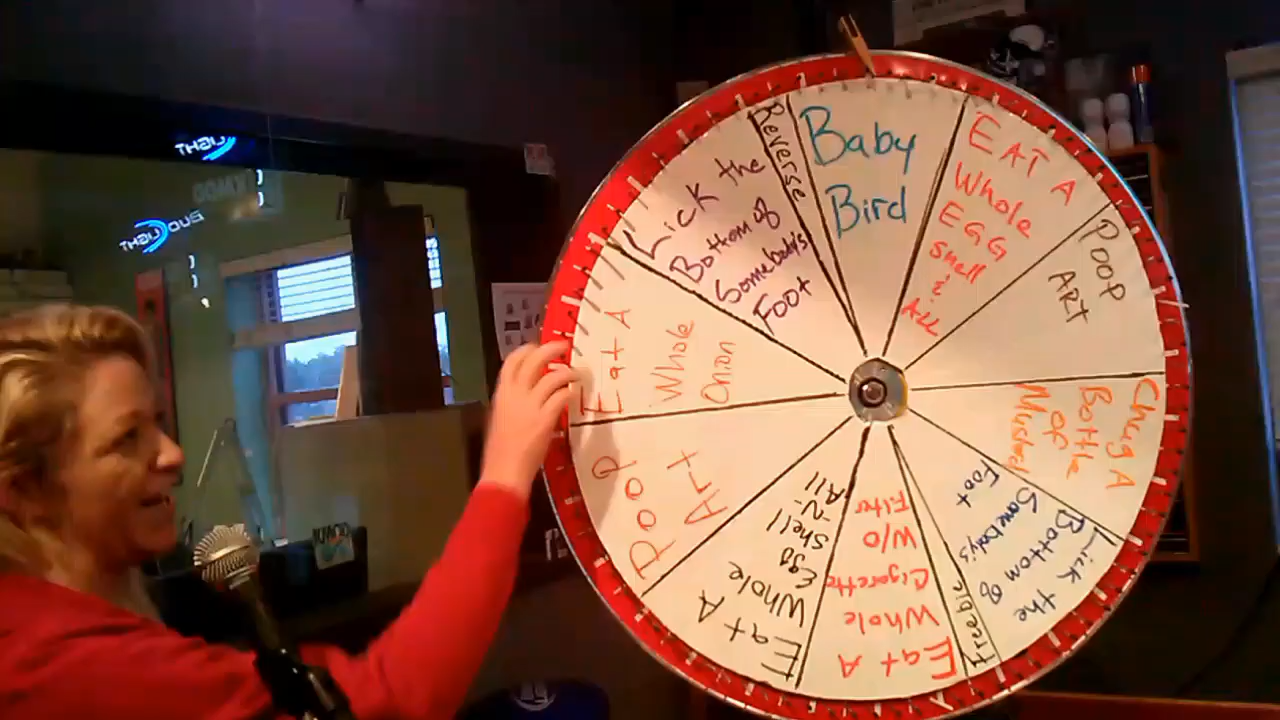 Baby
Bird
EAT A
Whole
EGG
Shell
&
All
POOP
ART
Chug A
Bottle
of
Mustard
Lick the
Bottom of
Somebody's
Foot
Freebie
Eat A
Whole
Cigarette
W/O
Filter
Eat A
Whole
Egg
Shell
-N-
All
POOP
Art
Eat A
Whole
Onion
Lick the
Bottom of
Somebody's
Foot
Reverse
BUD LIGHT